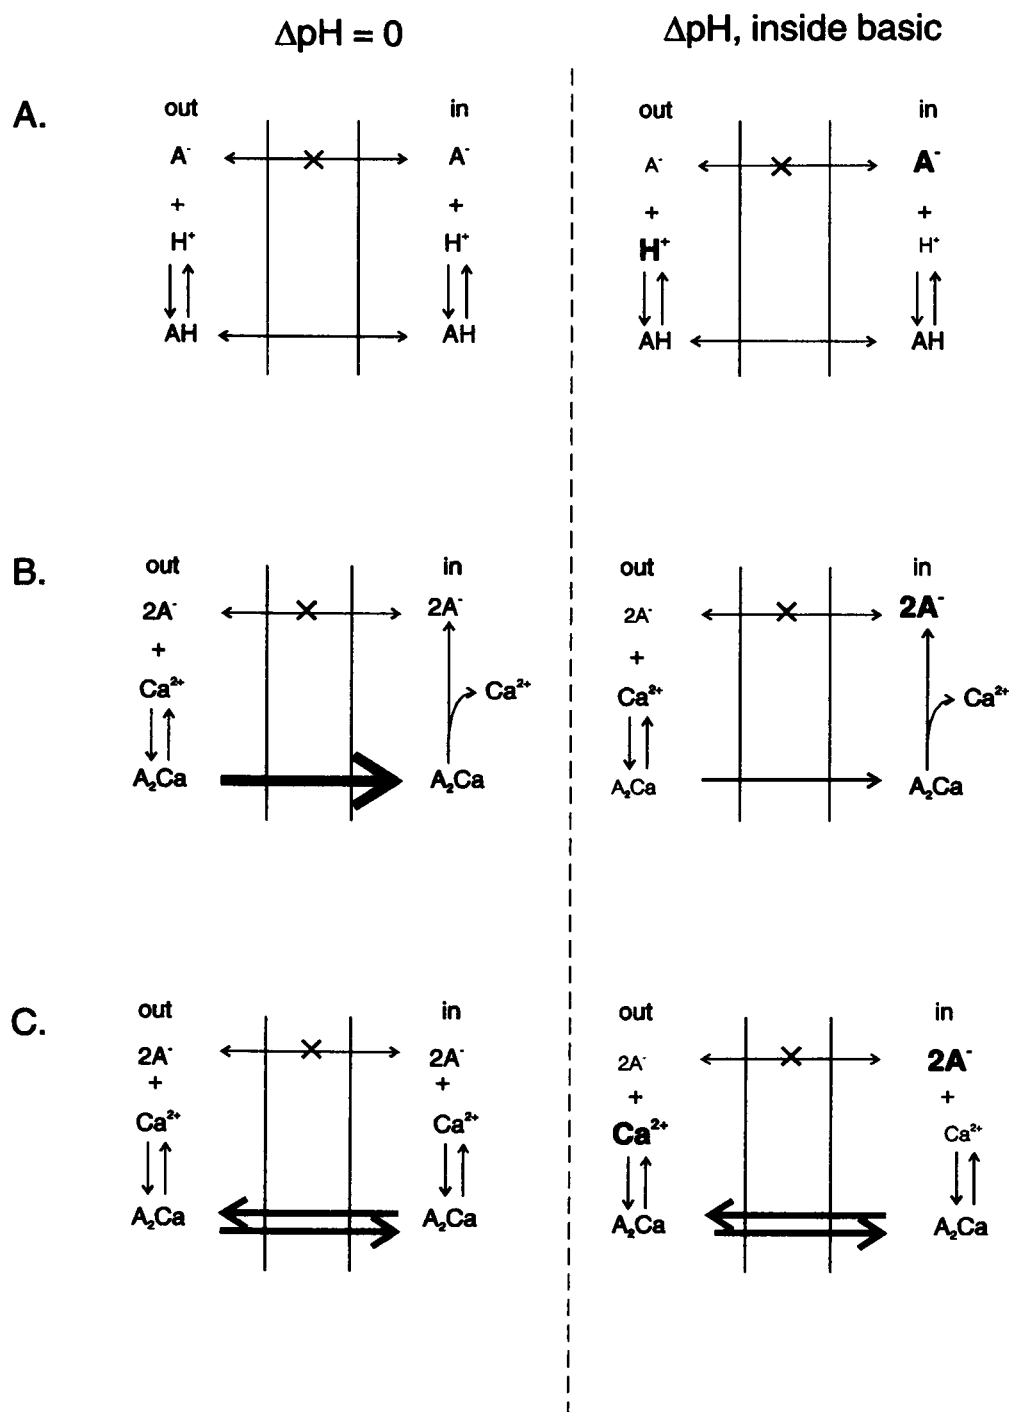 ΔpH = 0 ΔpH, inside basic
A.
out in out in
A⁻ A⁻ A⁻ A⁻
+ + + +
H⁺ H⁺ H⁺ H⁺
AH AH AH AH
B.
out in out in
2A⁻ 2A⁻ 2A⁻ 2A⁻
+ +
Ca²⁺ Ca²⁺ Ca²⁺ Ca²⁺
A₂Ca A₂Ca A₂Ca A₂Ca
C.
out in out in
2A⁻ 2A⁻ 2A⁻ 2A⁻
+ + + +
Ca²⁺ Ca²⁺ Ca²⁺ Ca²⁺
A₂Ca A₂Ca A₂Ca A₂Ca